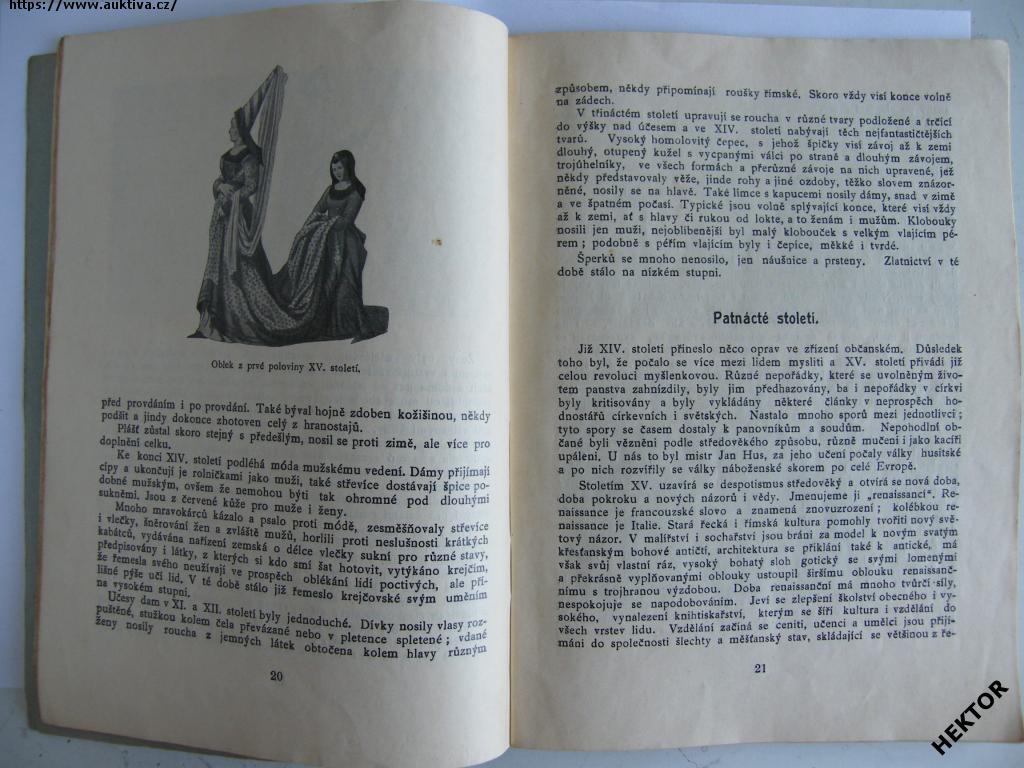 https://www.auktiva.cz/
Oblek z prvé poloviny XV. století.
před provdáním i po provdání. Také býval hojně zdoben kožišinou, někdy
podšit a jindy dokonce zhotoven celý z hranostajů.
Plášť zůstal skoro stejný s předešlým, nosil se proti zimě, ale více pro
doplnění celku.
Ke konci XIV. století podléhá móda mužskému vedení. Dámy přijímají
cípy a ukončují je rolničkami jako muži, také střevíce dostávají špice po-
dobné mužským, ovšem že nemohou býti tak ohromné pod dlouhými
sukněmi. Jsou z červené kůže pro muže i ženy.
Mnoho mravokárců kázalo a psalo proti módě, zesměšňovaly střevíce
i vlečky, šněrování žen a zvláště mužů, horlili proti neslušnosti krátkých
kabátců, vydávána nařízení zemská o délce vlečky sukní pro různé stavy,
předpisovány i látky, z kterých si kdo smí šat hotovit, vytýkáno krejčím,
že řemesla svého neužívají ve prospěch oblékání lidí poctivých, ale pří-
lišné pýše učí lid. V té době stálo již řemeslo krejčovské svým uměním
na vysokém stupni.
Účesy dam v XI. a XII. století byly jednoduché. Dívky nosily vlasy roz-
puštěné, stužkou kolem čela převázané nebo v pletence spletené; vdané
ženy nosily roucha z jemných látek obtočena kolem hlavy různým
20
způsobem, někdy připomínají roušky římské. Skoro vždy visí konce volně
na zádech.
V třináctém století upravují se roucha v různé tvary podložené a trčící
do výšky nad účesem a ve XIV. století nabývají těch nejfantastičtějších
tvarů. Vysoký homolovitý čepec, s jehož špičky visí závoj až k zemi
dlouhý, otupený kužel s vycpanými válci po straně a dlouhým závojem,
trojúhelníky, ve všech formách a přerůzné závoje na nich upravené, jež
někdy představovaly věže, jinde rohy a jiné ozdoby, těžko slovem znázor-
něné, nosily se na hlavě. Také límce s kapucemi nosily dámy, snad v zimě
a ve špatném počasí. Typické jsou volně splývající konce, které visí vždy
až k zemi, ať s hlavy či rukou od lokte, a to ženám i mužům. Klobouky
nosili jen muži, nejoblíbenější byl malý klobouček s velkým vlajícím pé-
rem; podobně s péřím vlajícím byly i čepice, měkké i tvrdé.
Šperků se mnoho nenosilo, jen náušnice a prsteny. Zlatnictví v té
době stálo na nízkém stupni.
Patnácté století.
Již XIV. století přineslo něco oprav ve zřízení občanském. Důsledek
toho byl, že počalo se více mezi lidem mysliti a XV. století přivádí již
celou revoluci myšlenkovou. Různé nepořádky, které se uvolněným živo-
tem panstva zahnízdily, byly jim předhazovány, ba i nepořádky v církvi
byly kritisovány a byly vykládány některé články v neprospěch ho-
dnostářů církevních i světských. Nastalo mnoho sporů mezi jednotlivci;
tyto spory se časem dostaly k panovníkům a soudům. Nepohodlní ob-
čané byli vězněni podle středověkého způsobu, různě mučeni i jako kacíři
upáleni. U nás to byl mistr Jan Hus, za jeho učení počaly války husitské
a po nich rozvířily se války náboženské skorem po celé Evropě.
Stoletím XV. uzavírá se despotismus středověký a otvírá se nová doba,
doba pokroku a nových názorů i vědy. Jmenujeme ji „renaissancí“. Re-
naissance je francouzské slovo a znamená znovuzrození; kolébkou re-
naissance je Italie. Stará řecká i římská kultura pomohly tvořiti nový svě-
tový názor. V malířství i sochařství jsou bráni za model k novým svatým
křesťanským bohové antičtí, architektura se přiklání také k antické, má
však svůj vlastní ráz, vysoký bohatý sloh gotický se svými lomenými
a překrásně vyplňovanými oblouky ustoupil širšímu oblouku renaissanč-
nímu s trojhranou výzdobou. Doba renaissanční má mnoho tvůrčí síly,
nespokojuje se napodobováním. Jeví se zlepšení školství obecného i vy-
sokého, vynalezení knihtiskařství, kterým se šíří kultura i vzdělání do
všech vrstev lidu. Vzdělání začíná se ceniti, učenci a umělci jsou přijí-
máni do společnosti šlechty a měšťanský stav, skládající se většinou z ře-
21
HEKTOR